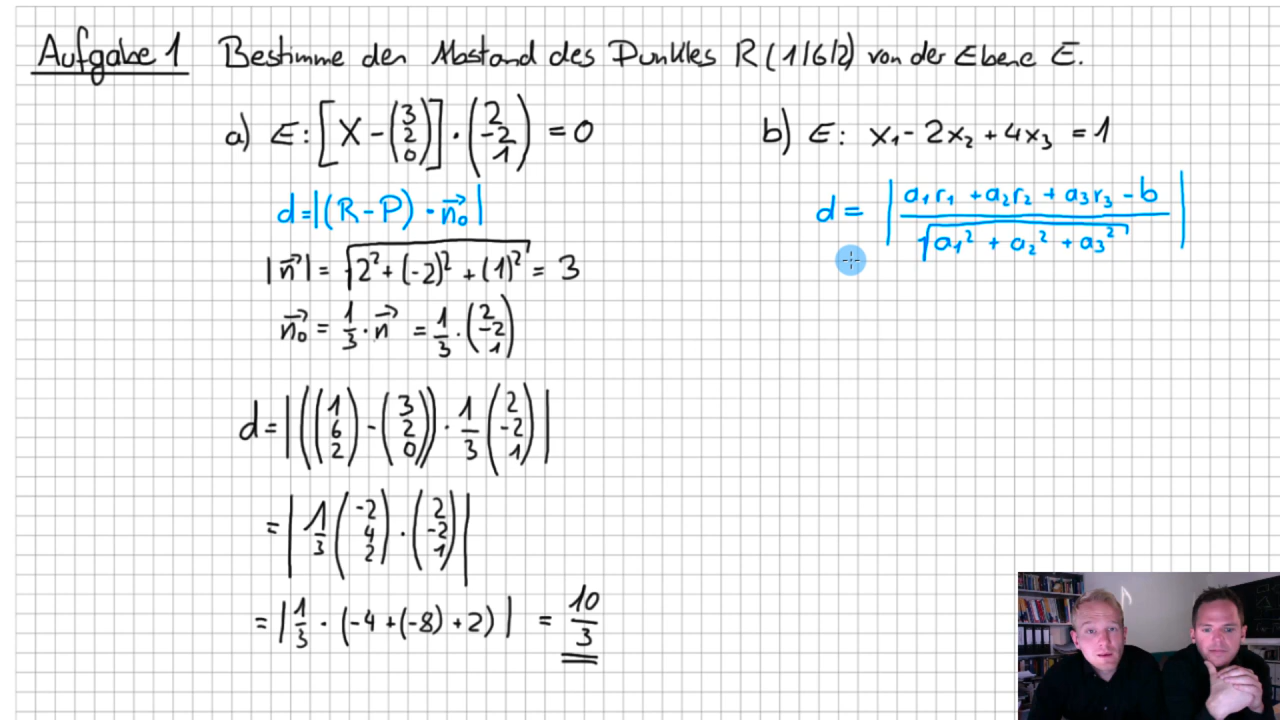 Aufgabe 1 Bestimme den Abstand des Punktes R (1/6/2) von der Ebene E.
a) E: [X - (3 2 0)] · (2 -2 1) = 0
d = |(R - P) · n₀⃗|
|n⃗| = √(2² + (-2)² + (1)²) = 3
n₀⃗ = 1/3 · n⃗ = 1/3 · (2 -2 1)
d = |((1 6 2) - (3 2 0)) · 1/3 (2 -2 1)|
= |1/3 (-2 4 2) · (2 -2 1)|
= |1/3 · (-4 + (-8) + 2)| = 10/3
b) E: x₁ - 2x₂ + 4x₃ = 1
d = |(a₁r₁ + a₂r₂ + a₃r₃ - b) / √(a₁² + a₂² + a₃²)|